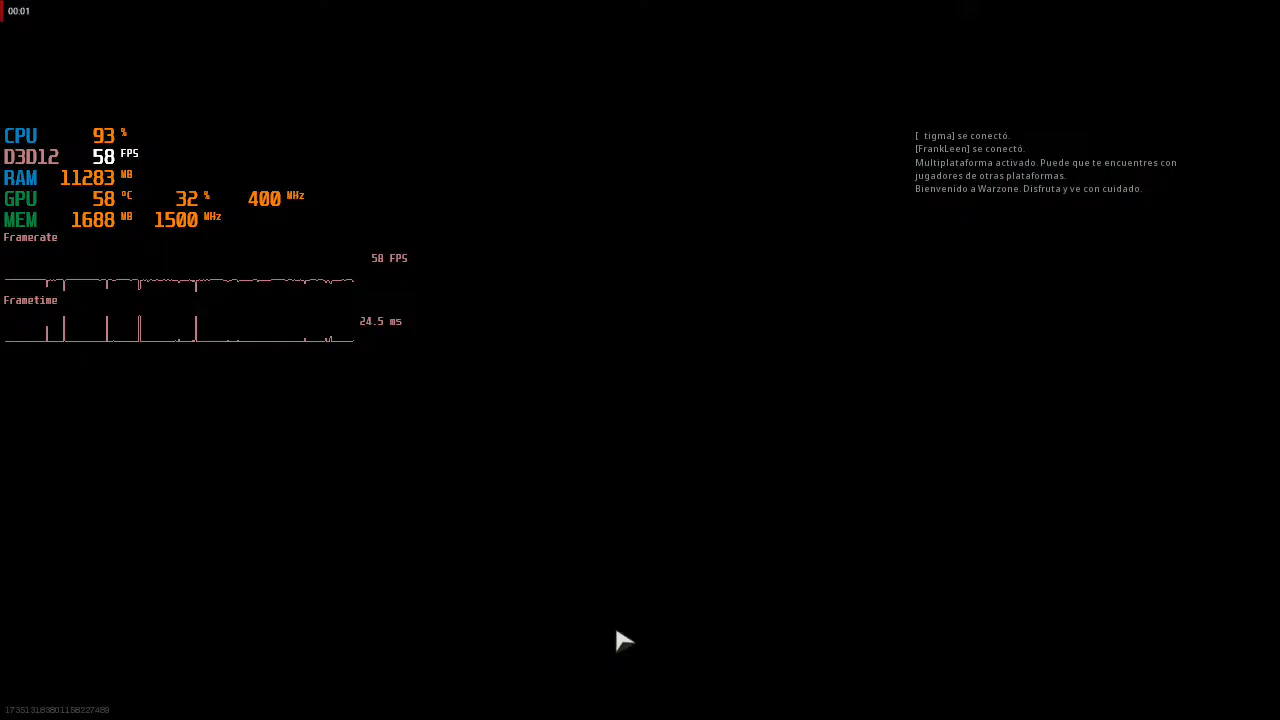 00:01
CPU 93 %
D3D12 58 FPS
RAM 11283 MB
GPU 58 °C 32 % 400 MHz
MEM 1688 MB 1500 MHz
Framerate
58 FPS
Frametime
24.5 ms
[ tigma] se conectó.
[FrankLeen] se conectó.
Multiplataforma activado. Puede que te encuentres con
jugadores de otras plataformas.
Bienvenido a Warzone. Disfruta y ve con cuidado.